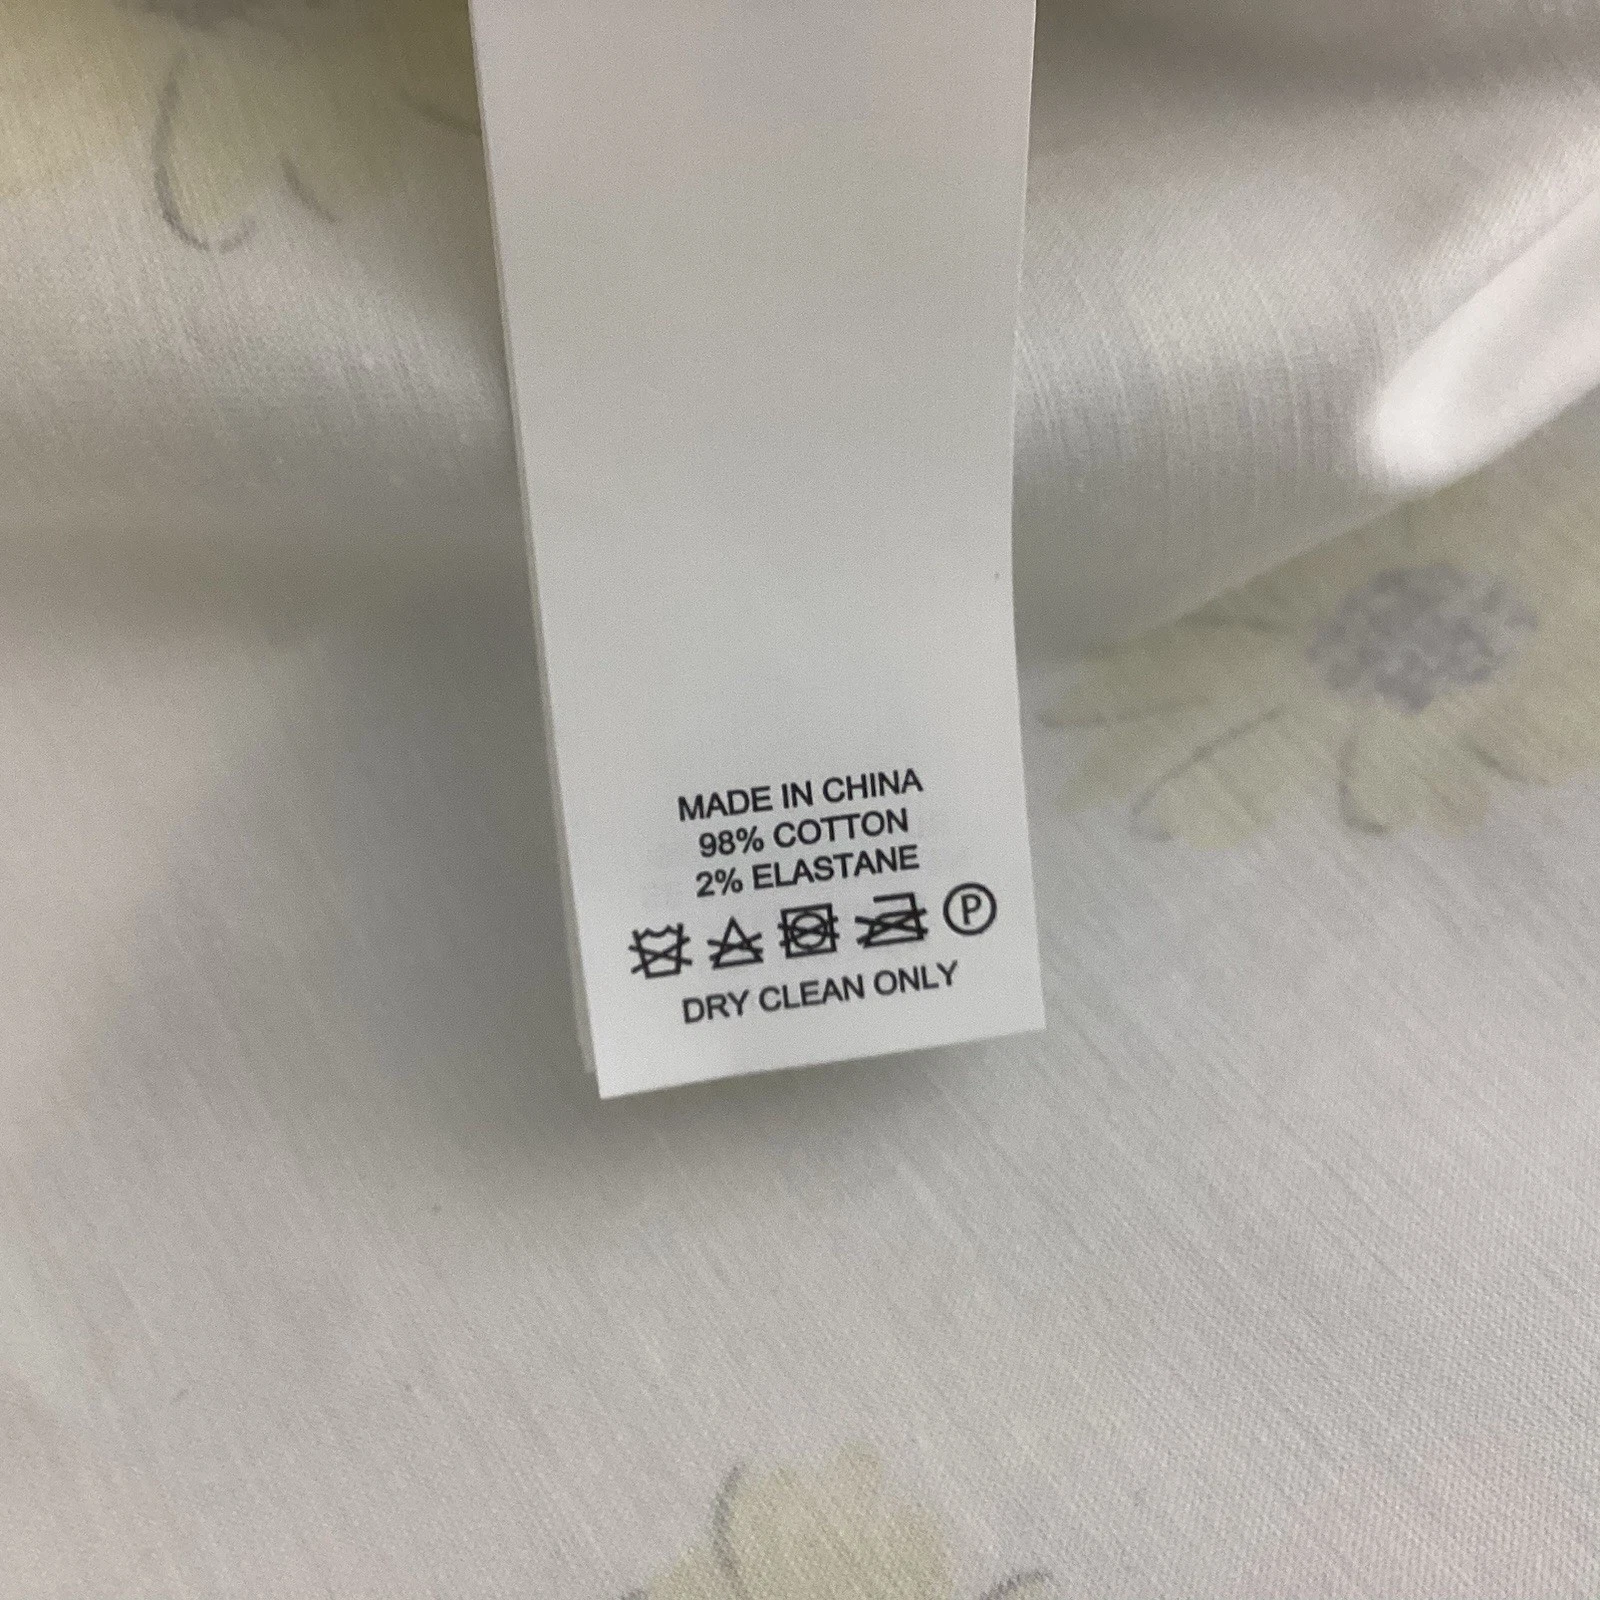 MADE IN CHINA
98% COTTON
2% ELASTANE
P
DRY CLEAN ONLY